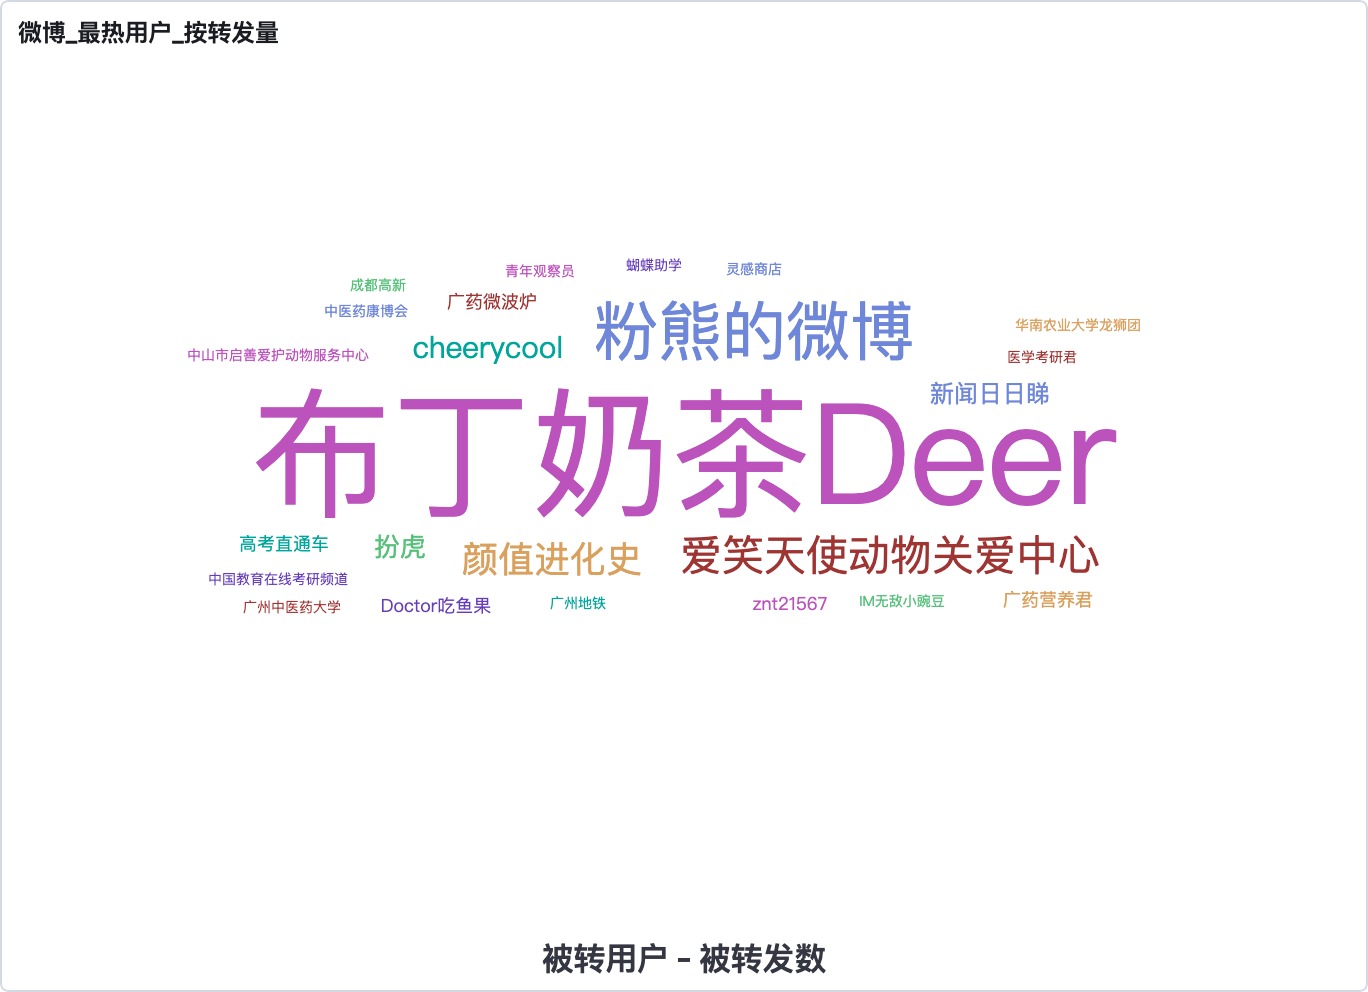 微博_最热用户_按转发量
蝴蝶助学
灵感商店
青年观察员
成都高新
广药微波炉
中医药康博会
粉熊的微博
华南农业大学龙狮团
cheerycool
中山市启善爱护动物服务中心
医学考研君
新闻日日睇
布丁奶茶Deer
高考直通车
扮虎
颜值进化史
爱笑天使动物关爱中心
中国教育在线考研频道
广州中医药大学
Doctor吃鱼果
广州地铁
znt21567
IM无敌小豌豆
广药营养君
被转用户 - 被转发数